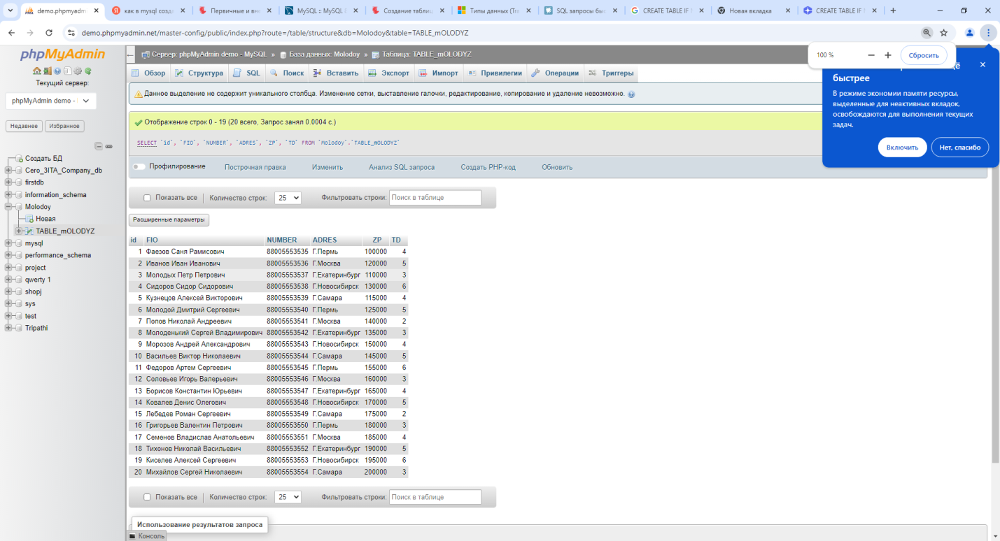 demo.phpmyadmin.net/m
как в mysql созд
Первичные и вне
MySQL :: MySQL 8
Создание таблиц
Типы данных (Tra
SQL запросы быс
CREATE TABLE IF
Новая вкладка
CREATE TABLE IF
demo.phpmyadmin.net/master-config/public/index.php?route=/table/structure&db=Molodoy&table=TABLE_mOLODYZ
100 %
Сбросить
быстрее
В режиме экономии памяти ресурсы,
выделенные для неактивных вкладок,
освобождаются для выполнения текущих
задач.
Включить
Нет, спасибо
phpMyAdmin
Текущий сервер:
phpMyAdmin demo -
Недавнее
Избранное
Создать БД
Cero_3ITA_Company_db
firstdb
information_schema
Molodoy
Новая
TABLE_mOLODYZ
mysql
performance_schema
project
qwerty 1
shopj
sys
test
Tripathi
Сервер: phpMyAdmin demo - MySQL » База данных: Molodoy » Таблица: TABLE_mOLODYZ
Обзор Структура SQL Поиск Вставить Экспорт Импорт Привилегии Операции Триггеры
Данное выделение не содержит уникального столбца. Изменение сетки, выставление галочки, редактирование, копирование и удаление невозможно.
Отображение строк 0 - 19 (20 всего, Запрос занял 0.0004 с.)
SELECT `id`, `FIO`, `NUMBER`, `ADRES`, `ZP`, `TD` FROM `Molodoy`.`TABLE_mOLODYZ`
Профилирование Построчная правка Изменить Анализ SQL запроса Создать PHP-код Обновить
Показать все Количество строк: 25 Фильтровать строки: Поиск в таблице
Расширенные параметры
id FIO NUMBER ADRES ZP TD
1 Фаезов Саня Рамисович 88005553535 Г.Пермь 100000 4
2 Иванов Иван Иванович 88005553536 Г.Москва 120000 5
3 Молодых Петр Петрович 88005553537 Г.Екатеринбург 110000 3
4 Сидоров Сидор Сидорович 88005553538 Г.Новосибирск 130000 6
5 Кузнецов Алексей Викторович 88005553539 Г.Самара 115000 4
6 Молодой Дмитрий Сергеевич 88005553540 Г.Пермь 125000 5
7 Попов Николай Андреевич 88005553541 Г.Москва 140000 2
8 Молоденький Сергей Владимирович 88005553542 Г.Екатеринбург 135000 3
9 Морозов Андрей Александрович 88005553543 Г.Новосибирск 150000 4
10 Васильев Виктор Николаевич 88005553544 Г.Самара 145000 5
11 Федоров Артем Сергеевич 88005553545 Г.Пермь 155000 6
12 Соловьев Игорь Валерьевич 88005553546 Г.Москва 160000 3
13 Борисов Константин Юрьевич 88005553547 Г.Екатеринбург 165000 4
14 Ковалев Денис Олегович 88005553548 Г.Новосибирск 170000 5
15 Лебедев Роман Сергеевич 88005553549 Г.Самара 175000 2
16 Григорьев Валентин Петрович 88005553550 Г.Пермь 180000 3
17 Семенов Владислав Анатольевич 88005553551 Г.Москва 185000 4
18 Тихонов Николай Васильевич 88005553552 Г.Екатеринбург 190000 5
19 Киселев Алексей Сергеевич 88005553553 Г.Новосибирск 195000 6
20 Михайлов Сергей Николаевич 88005553554 Г.Самара 200000 3
Показать все Количество строк: 25 Фильтровать строки: Поиск в таблице
Использование результатов запроса
Консоль